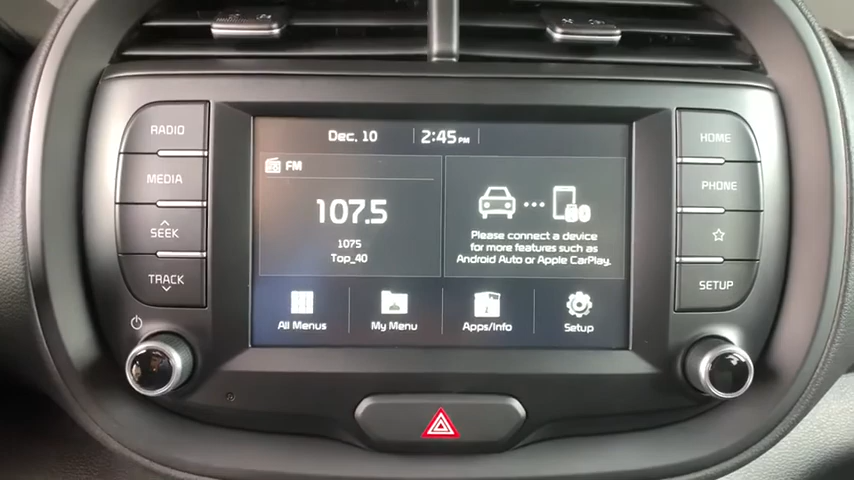 RADIO
MEDIA
SEEK
TRACK
Dec. 10
2:45 PM
FM
107.5
1075
Top_40
Please connect a device
for more features such as
Android Auto or Apple CarPlay.
All Menus
My Menu
Apps/Info
Setup
HOME
PHONE
SETUP